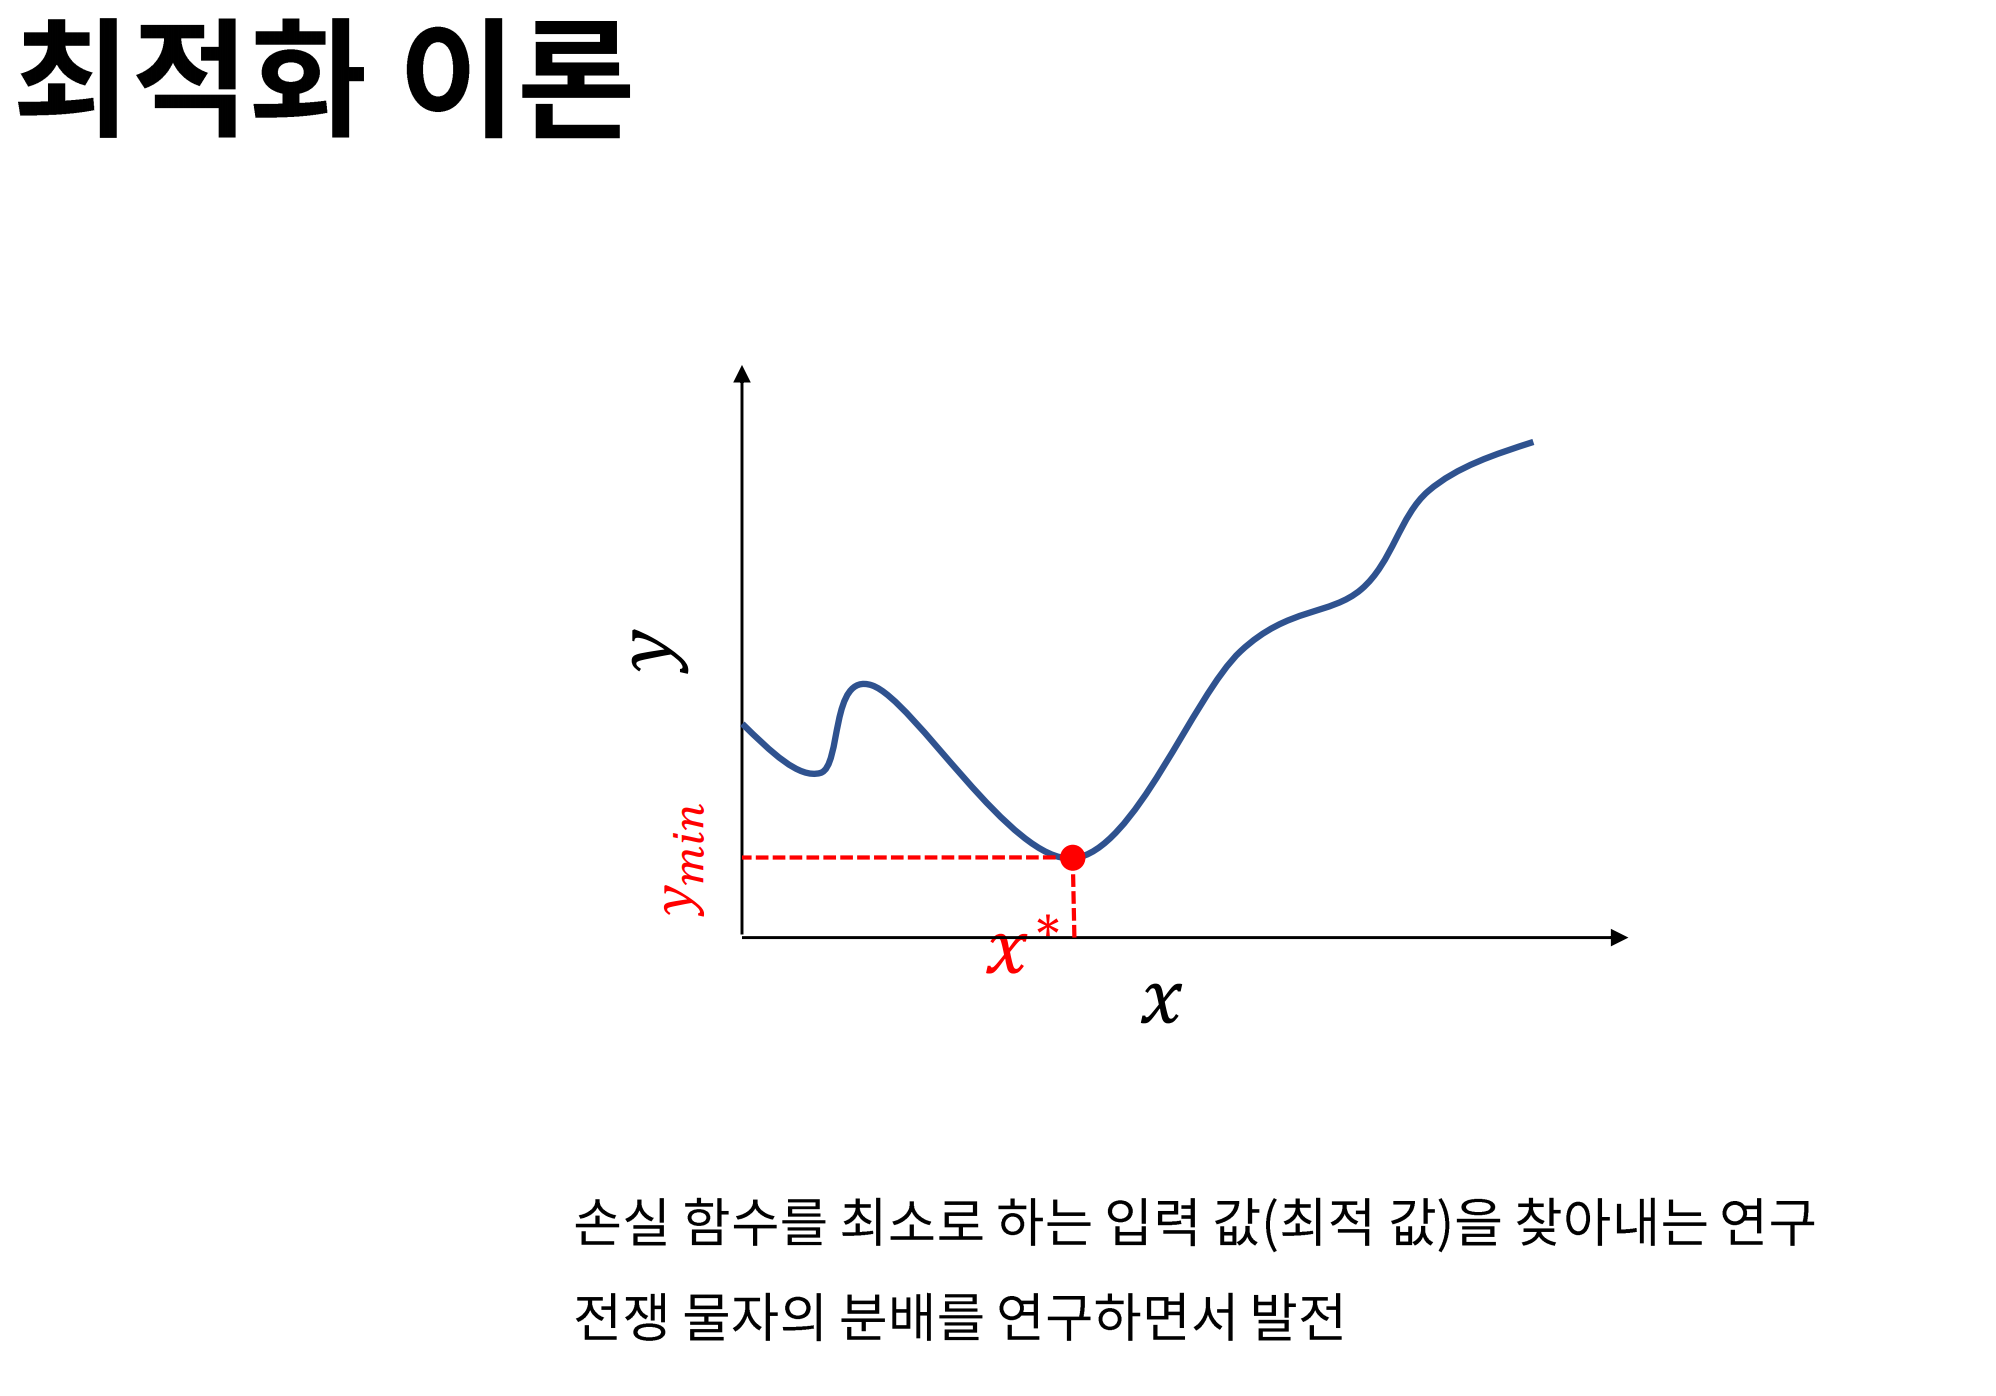 최적화 이론
y
y_min
x*
x
손실 함수를 최소로 하는 입력 값(최적 값)을 찾아내는 연구
전쟁 물자의 분배를 연구하면서 발전